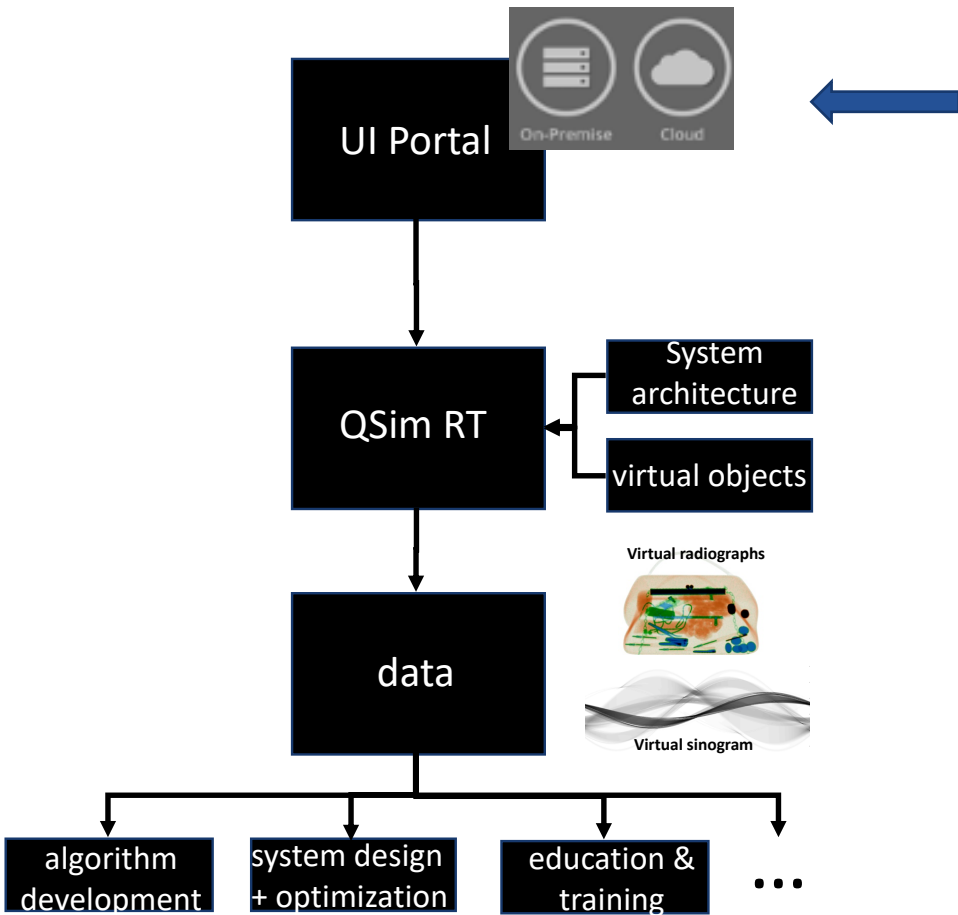 UI Portal
On-Premise
Cloud
QSim RT
System
architecture
virtual objects
Virtual radiographs
data
Virtual sinogram
algorithm
development
system design
+ optimization
education &
training
...